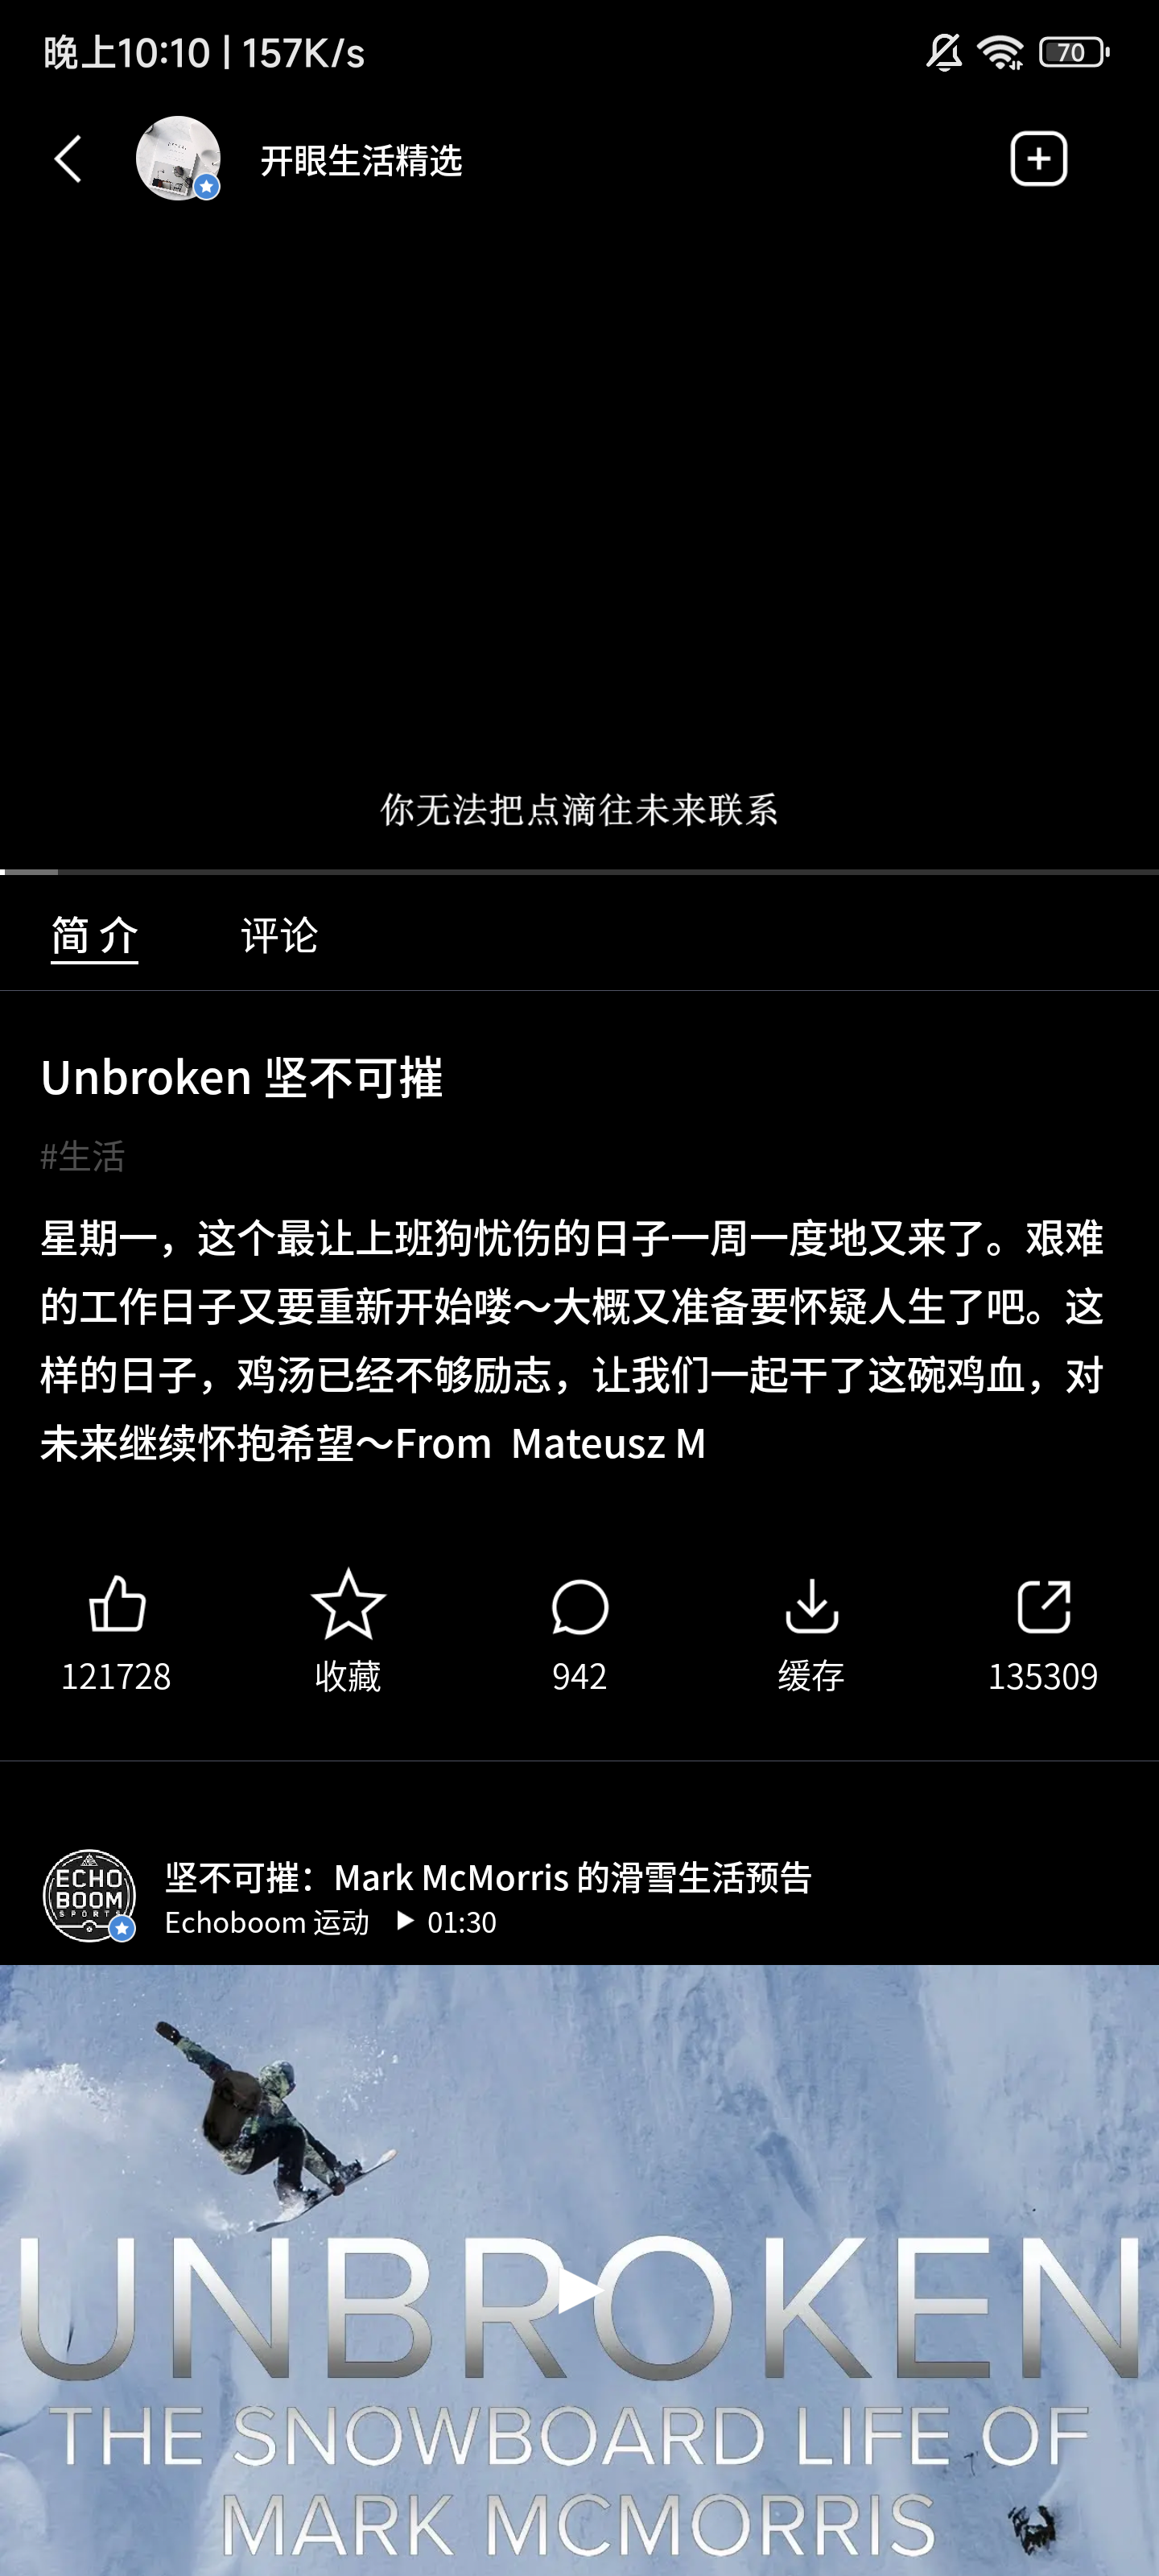 晚上10:10 | 157K/s
70
开眼生活精选
你无法把点滴往未来联系
简介
评论
Unbroken 坚不可摧
#生活
星期一，这个最让上班狗忧伤的日子一周一度地又来了。艰难
的工作日子又要重新开始喽～大概又准备要怀疑人生了吧。这
样的日子，鸡汤已经不够励志，让我们一起干了这碗鸡血，对
未来继续怀抱希望～From  Mateusz M
121728
收藏
942
缓存
135309
ECHO
BOOM
SPORTS
坚不可摧：Mark McMorris 的滑雪生活预告
Echoboom 运动
01:30
UNBROKEN
THE SNOWBOARD LIFE OF
MARK MCMORRIS